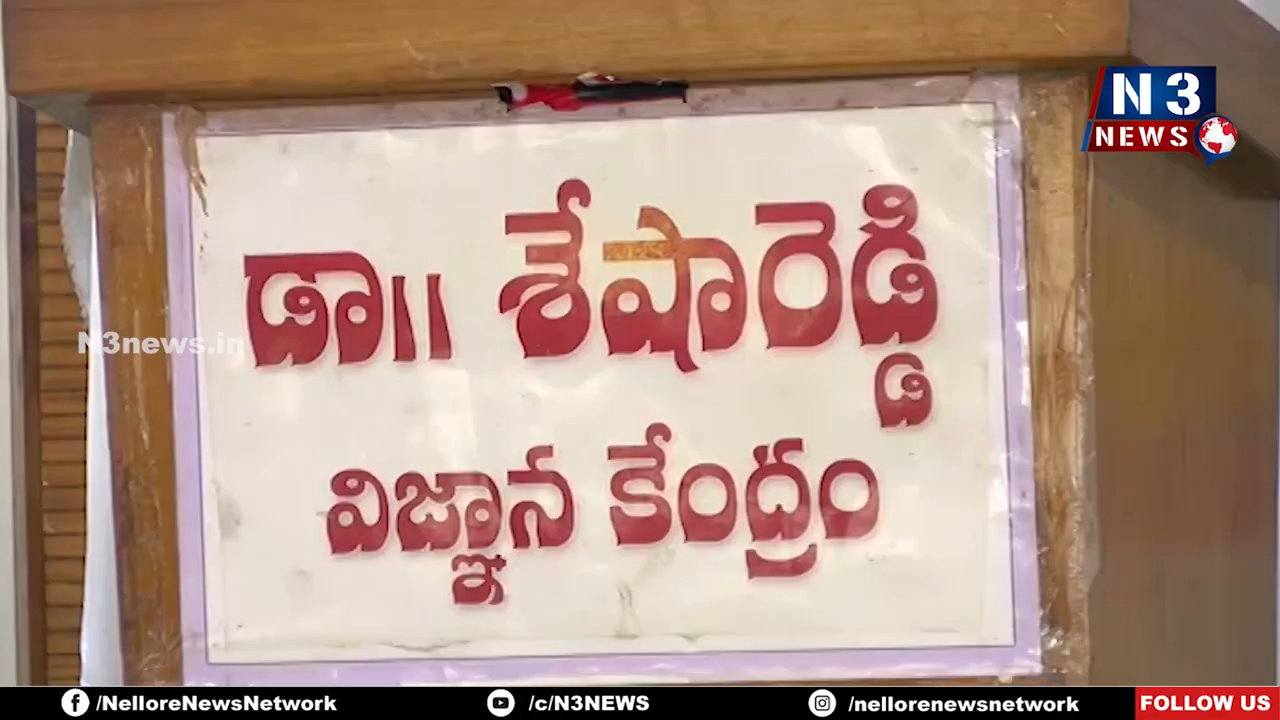 N3
NEWS
డా॥ శేషారెడ్డి
N3news.in
విజ్ఞాన కేంద్రం
/NelloreNewsNetwork
/c/N3NEWS
/nellorenewsnetwork
FOLLOW US